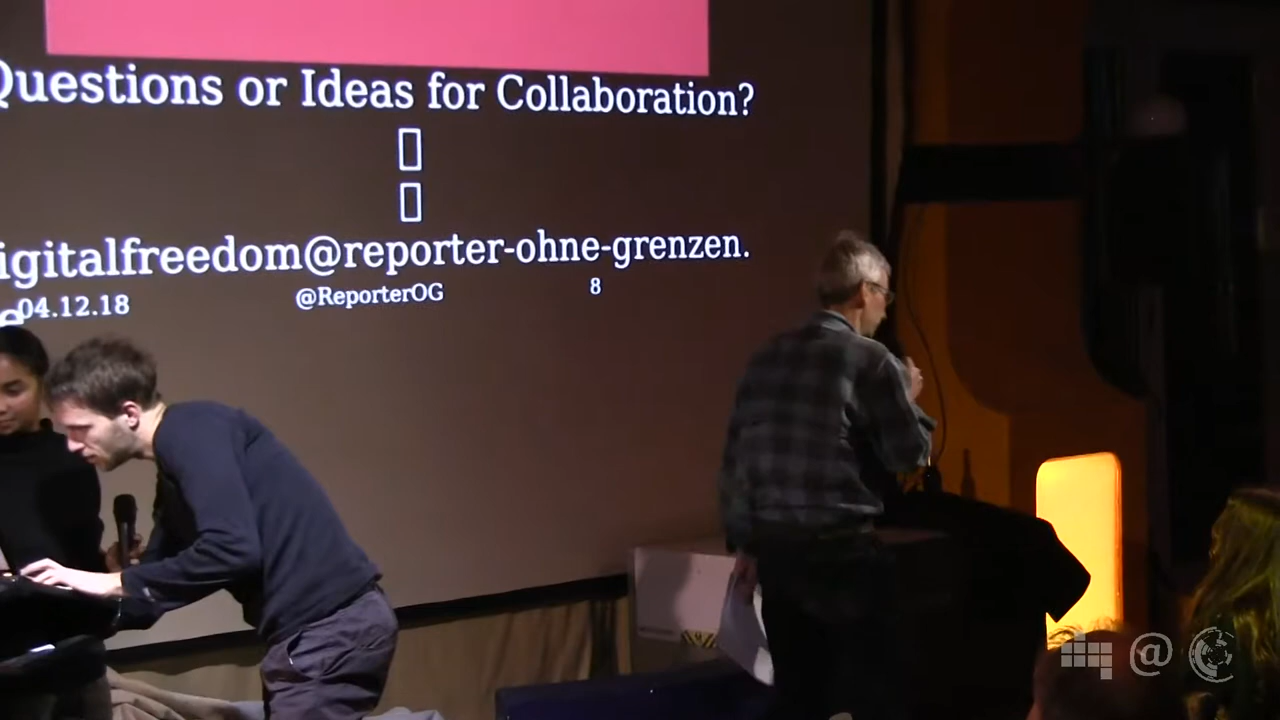 Questions or Ideas for Collaboration?
igitalfreedom@reporter-ohne-grenzen.
04.12.18
@ReporterOG
8
@